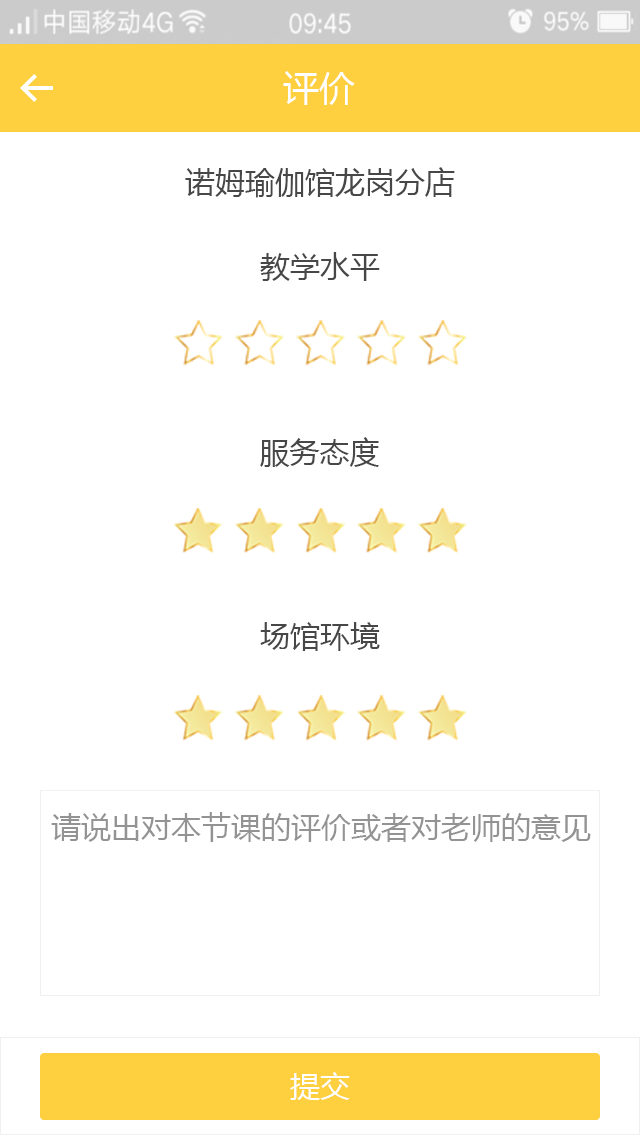 中国移动4G 09:45 95%
评价
诺姆瑜伽馆龙岗分店
教学水平
服务态度
场馆环境
请说出对本节课的评价或者对老师的意见
提交